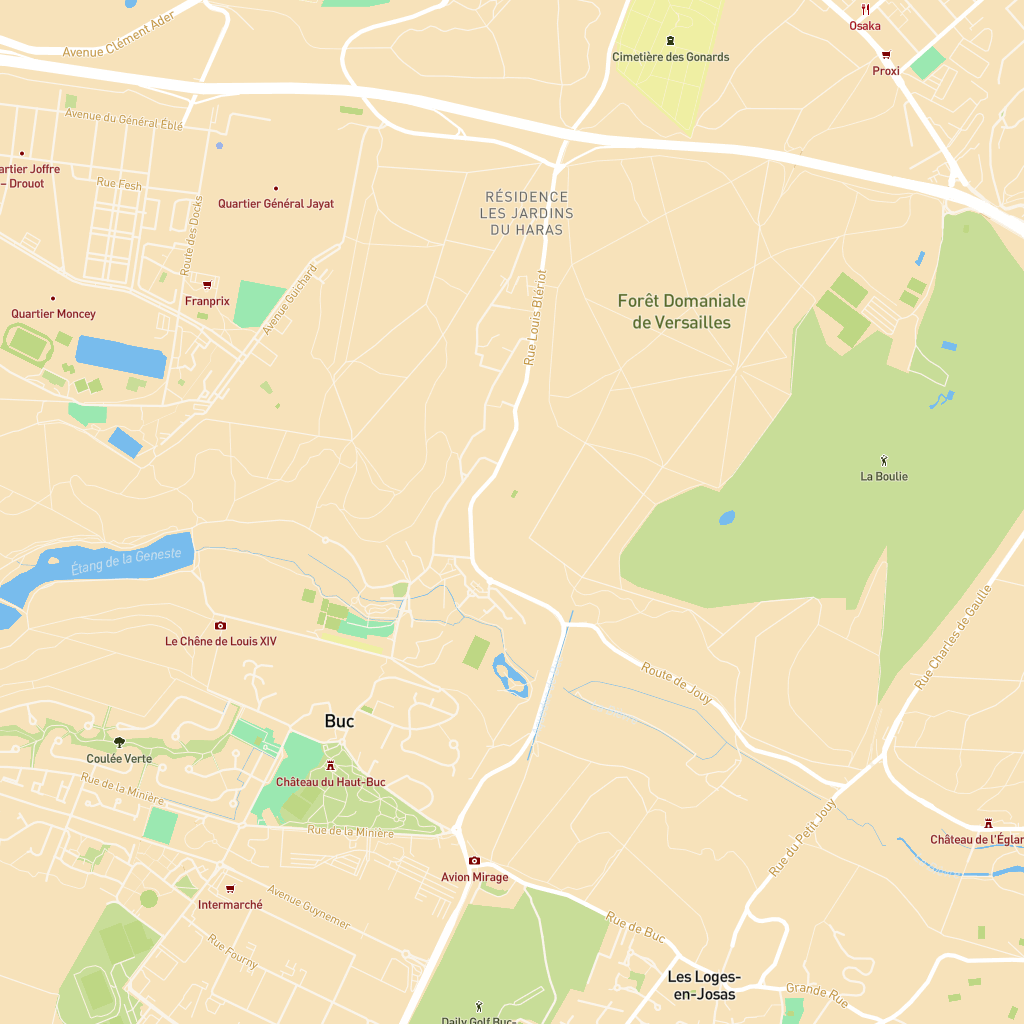 Avenue Clément Ader
Osaka
Cimetière des Gonards
Proxi
Avenue du Général Éblé
artier Joffre
– Drouot
Rue Fesh
Quartier Général Jayat
RÉSIDENCE
LES JARDINS
DU HARAS
Route des Docks
Franprix
Quartier Moncey
Avenue Guichard
Rue Louis Blériot
Forêt Domaniale
de Versailles
La Boulie
Étang de la Geneste
Le Chêne de Louis XIV
Rue Charles de Gaulle
Route de Jouy
Buc
Coulée Verte
Château du Haut-Buc
Rue de la Minière
Rue de la Minière
Rue du Petit Jouy
Château de l'Églan
Avion Mirage
Intermarché
Avenue Guynemer
Rue Fourny
Rue de Buc
Les Loges-
en-Josas
Grande Rue
Daily Golf Buc-